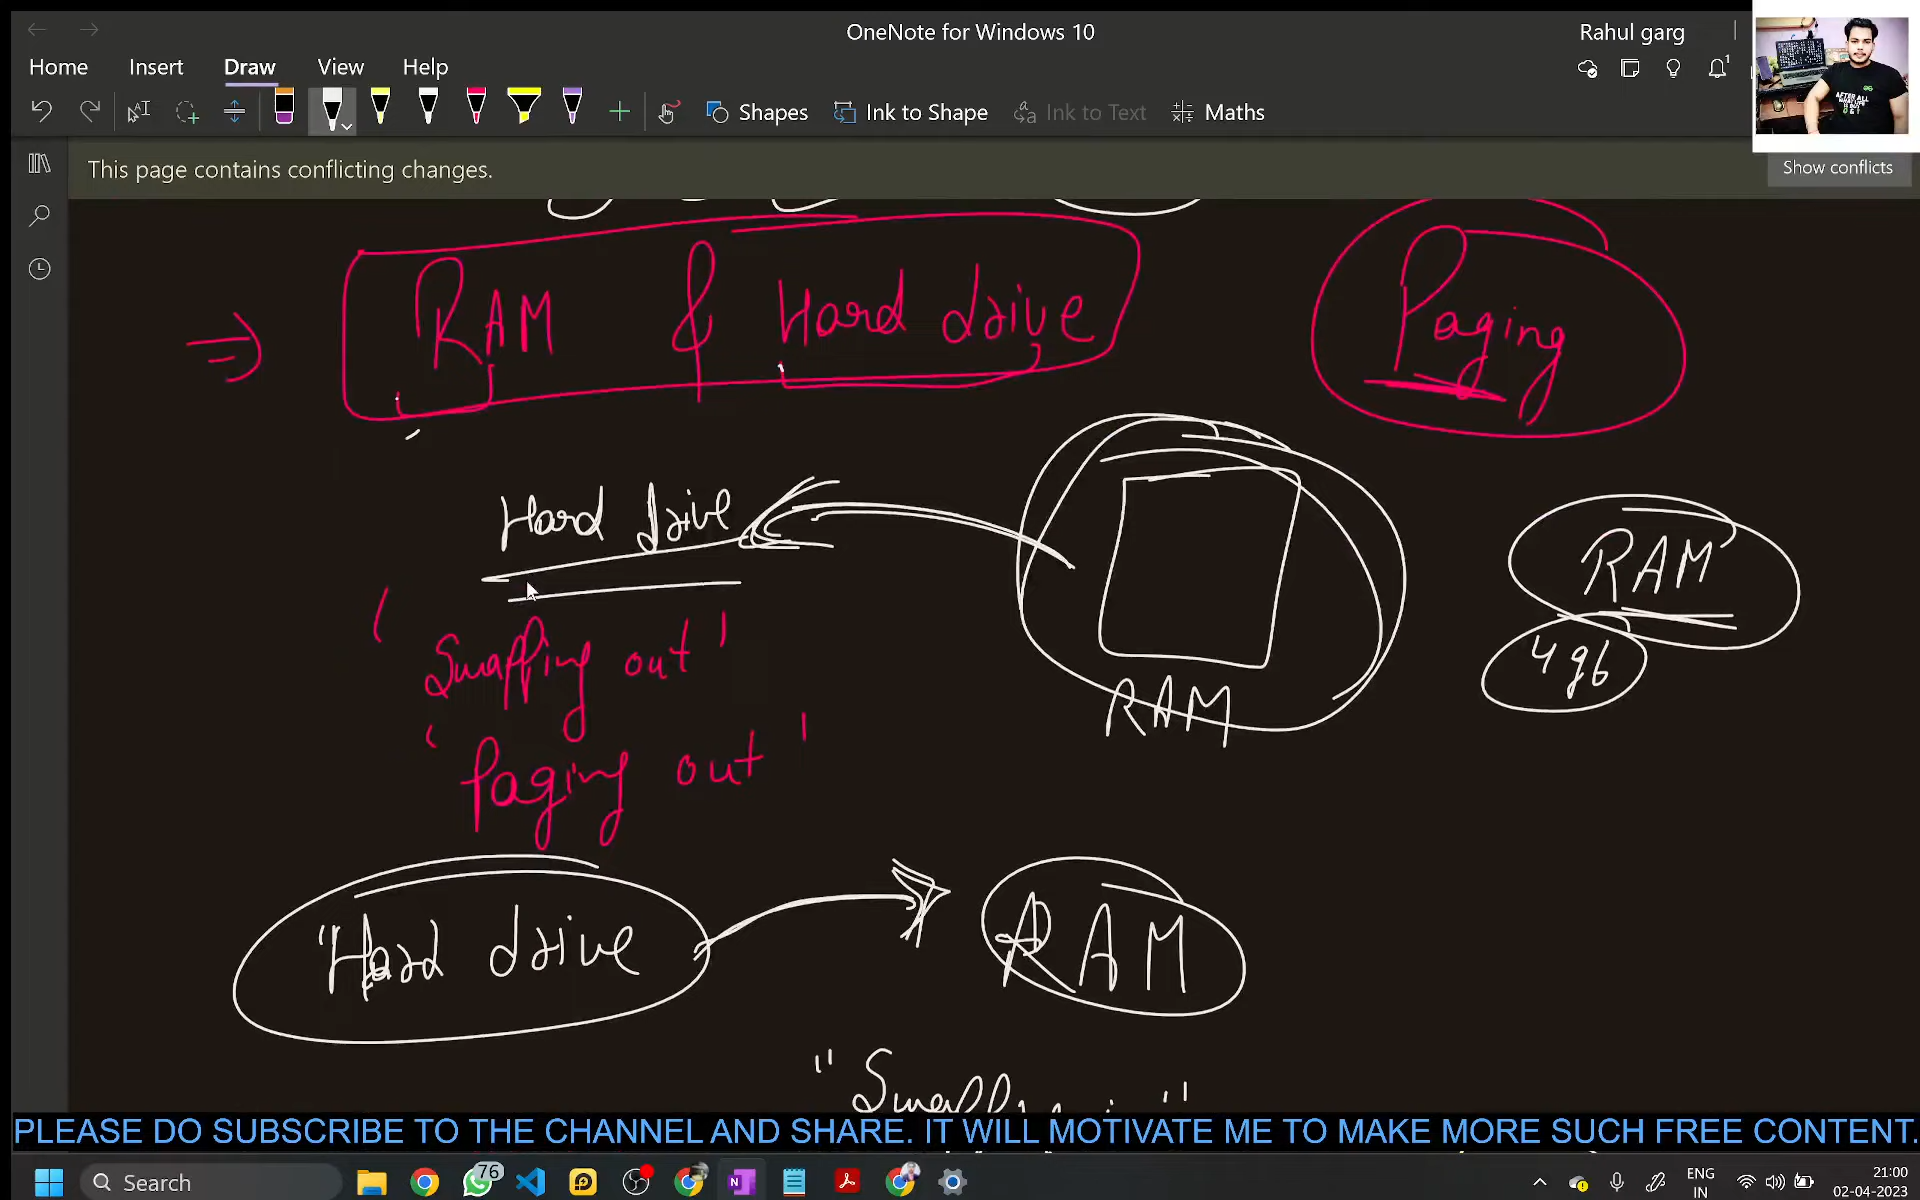 OneNote for Windows 10
Rahul garg
Home Insert Draw View Help
Shapes Ink to Shape Ink to Text Maths
This page contains conflicting changes.
Show conflicts
RAM & Hard drive
Paging
Hard drive
RAM
4 gb
'Swapping out'
RAM
'Paging out'
"Hard drive
RAM
PLEASE DO SUBSCRIBE TO THE CHANNEL AND SHARE. IT WILL MOTIVATE ME TO MAKE MORE SUCH FREE CONTENT.
Search
76
ENG
IN
21:00
02-04-2023